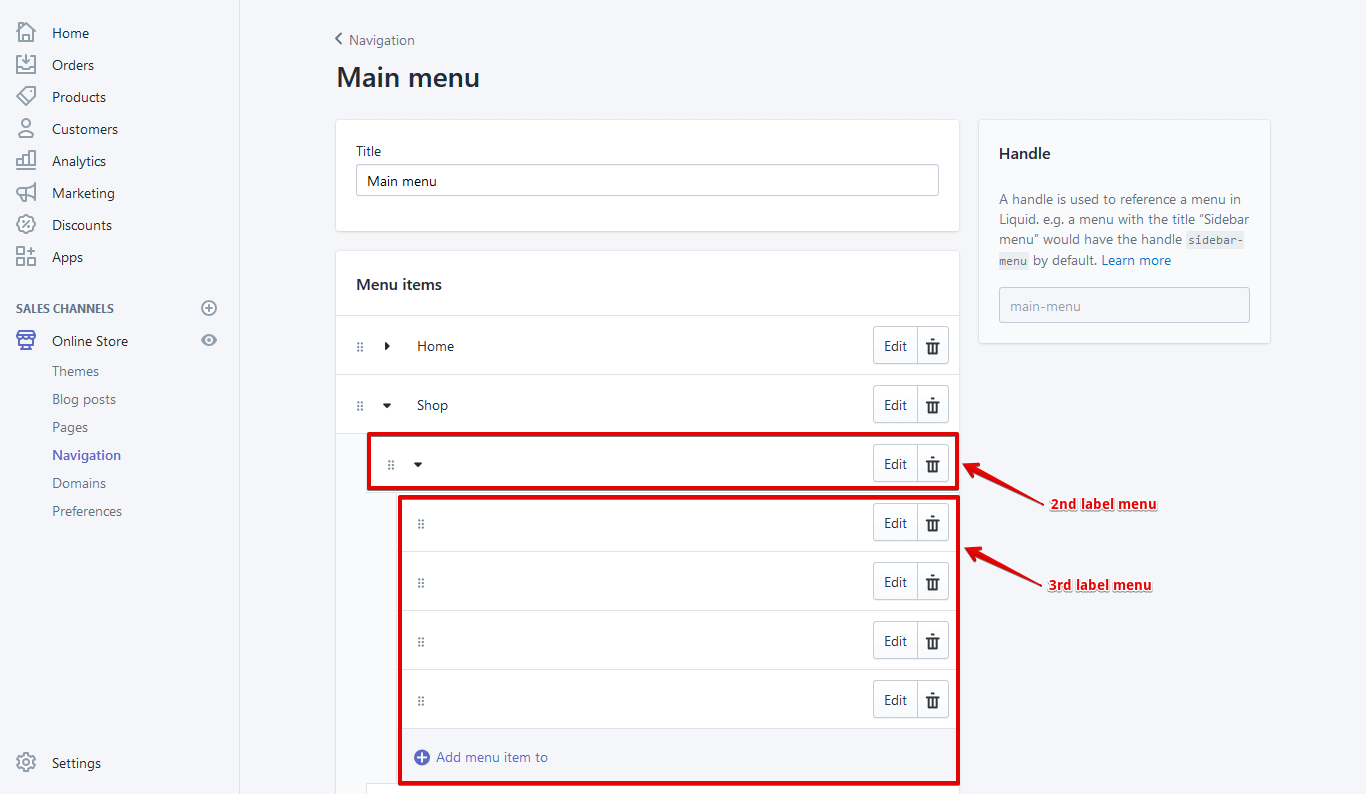 Home
Orders
Products
Customers
Analytics
Marketing
Discounts
Apps
SALES CHANNELS
Online Store
Themes
Blog posts
Pages
Navigation
Domains
Preferences
Settings
Navigation
Main menu
Title
Main menu
Menu items
Home
Edit
Shop
Edit
Edit
Edit
Edit
Edit
Edit
Add menu item to
Handle
A handle is used to reference a menu in
Liquid. e.g. a menu with the title “Sidebar
menu” would have the handle sidebar-
menu by default. Learn more
main-menu
2nd label menu
3rd label menu